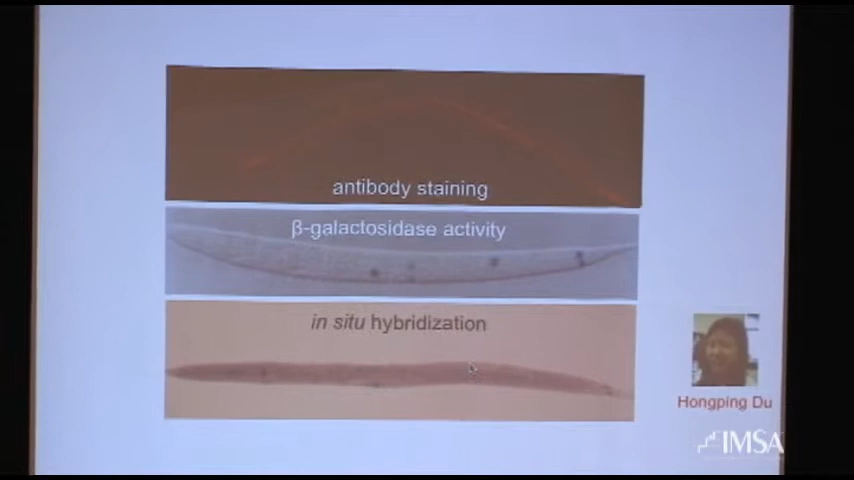 antibody staining
β-galactosidase activity
in situ hybridization
Hongping Du
IMSA